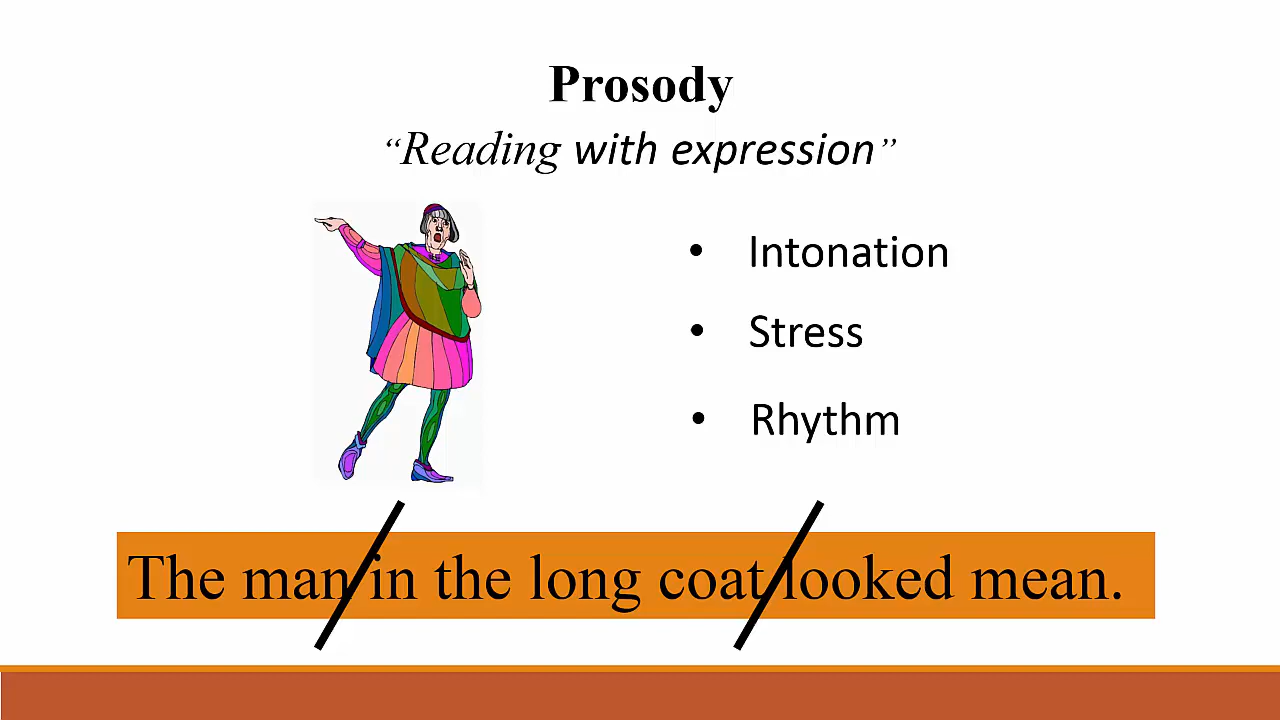 Prosody
“Reading with expression”
• Intonation
• Stress
• Rhythm
The man in the long coat looked mean.